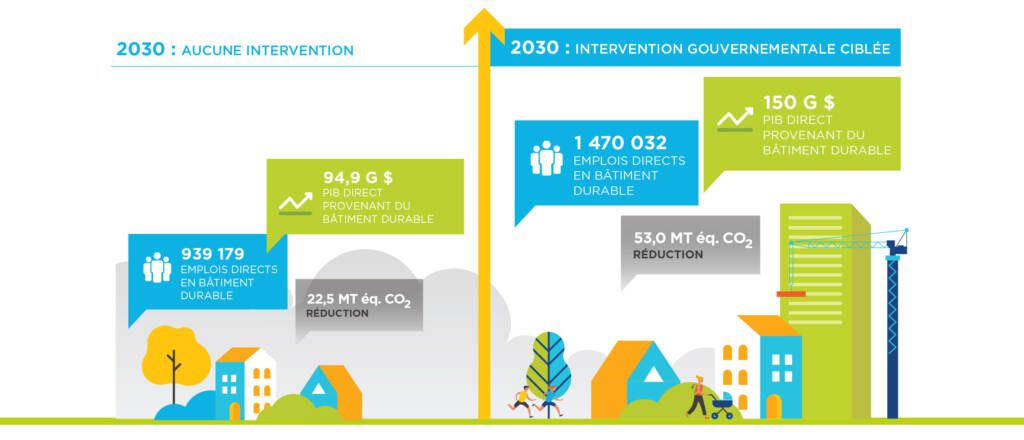 2030 : AUCUNE INTERVENTION
94,9 G $
PIB DIRECT
PROVENANT DU
BÂTIMENT DURABLE
939 179
EMPLOIS DIRECTS
EN BÂTIMENT
DURABLE
22,5 MT éq. CO2
RÉDUCTION
2030 : INTERVENTION GOUVERNEMENTALE CIBLÉE
150 G $
PIB DIRECT
PROVENANT DU
BÂTIMENT DURABLE
1 470 032
EMPLOIS DIRECTS
EN BÂTIMENT
DURABLE
53,0 MT éq. CO2
RÉDUCTION